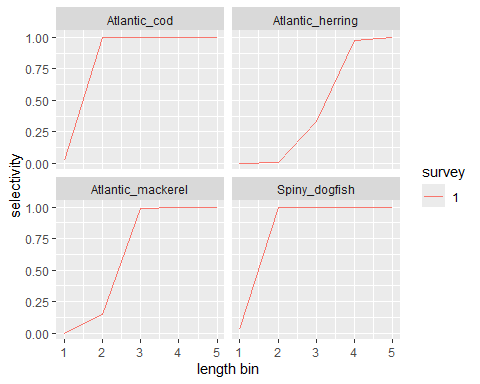 Atlantic_cod Atlantic_herring
1.00
0.75
0.50
0.25
0.00
Atlantic_mackerel Spiny_dogfish
1.00
0.75
0.50
0.25
0.00
1 2 3 4 5 1 2 3 4 5
length bin
selectivity
survey
1